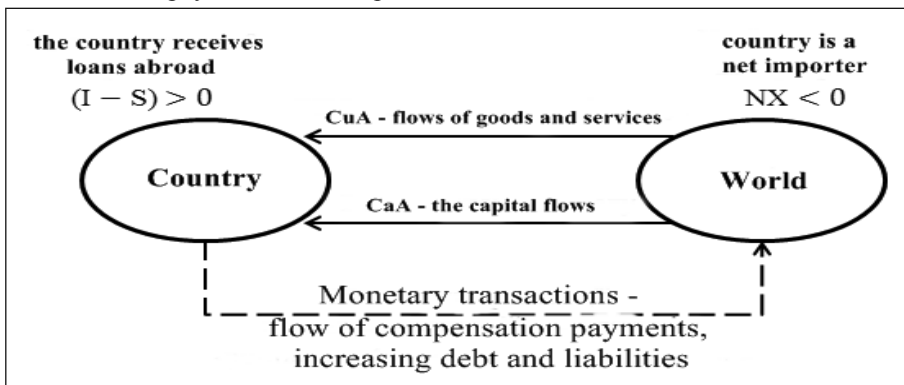 the country receives
loans abroad
(I − S) > 0
country is a
net importer
NX < 0
CuA - flows of goods and services
Country
World
CaA - the capital flows
Monetary transactions -
flow of compensation payments,
increasing debt and liabilities